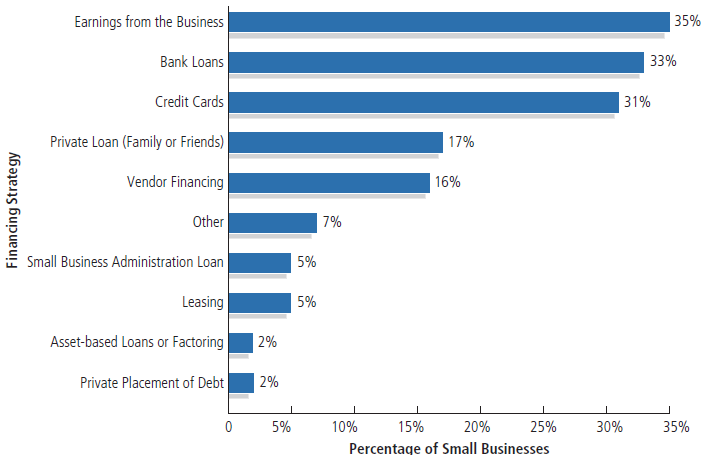 Earnings from the Business 35%
Bank Loans 33%
Credit Cards 31%
Private Loan (Family or Friends) 17%
Vendor Financing 16%
Other 7%
Small Business Administration Loan 5%
Leasing 5%
Asset-based Loans or Factoring 2%
Private Placement of Debt 2%
Financing Strategy
0 5% 10% 15% 20% 25% 30% 35%
Percentage of Small Businesses